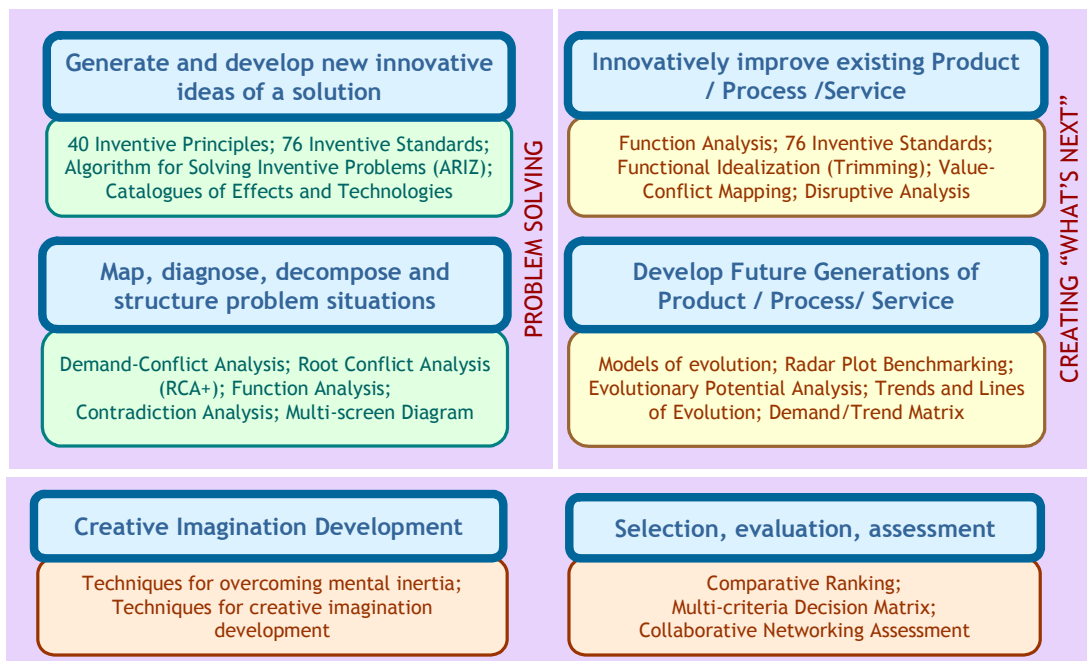 Generate and develop new innovative
ideas of a solution
40 Inventive Principles; 76 Inventive Standards;
Algorithm for Solving Inventive Problems (ARIZ);
Catalogues of Effects and Technologies
Map, diagnose, decompose and
structure problem situations
Demand-Conflict Analysis; Root Conflict Analysis
(RCA+); Function Analysis;
Contradiction Analysis; Multi-screen Diagram
PROBLEM SOLVING
Innovatively improve existing Product
/ Process /Service
Function Analysis; 76 Inventive Standards;
Functional Idealization (Trimming); Value-
Conflict Mapping; Disruptive Analysis
Develop Future Generations of
Product / Process/ Service
Models of evolution; Radar Plot Benchmarking;
Evolutionary Potential Analysis; Trends and Lines
of Evolution; Demand/Trend Matrix
CREATING “WHAT’S NEXT”
Creative Imagination Development
Techniques for overcoming mental inertia;
Techniques for creative imagination
development
Selection, evaluation, assessment
Comparative Ranking;
Multi-criteria Decision Matrix;
Collaborative Networking Assessment